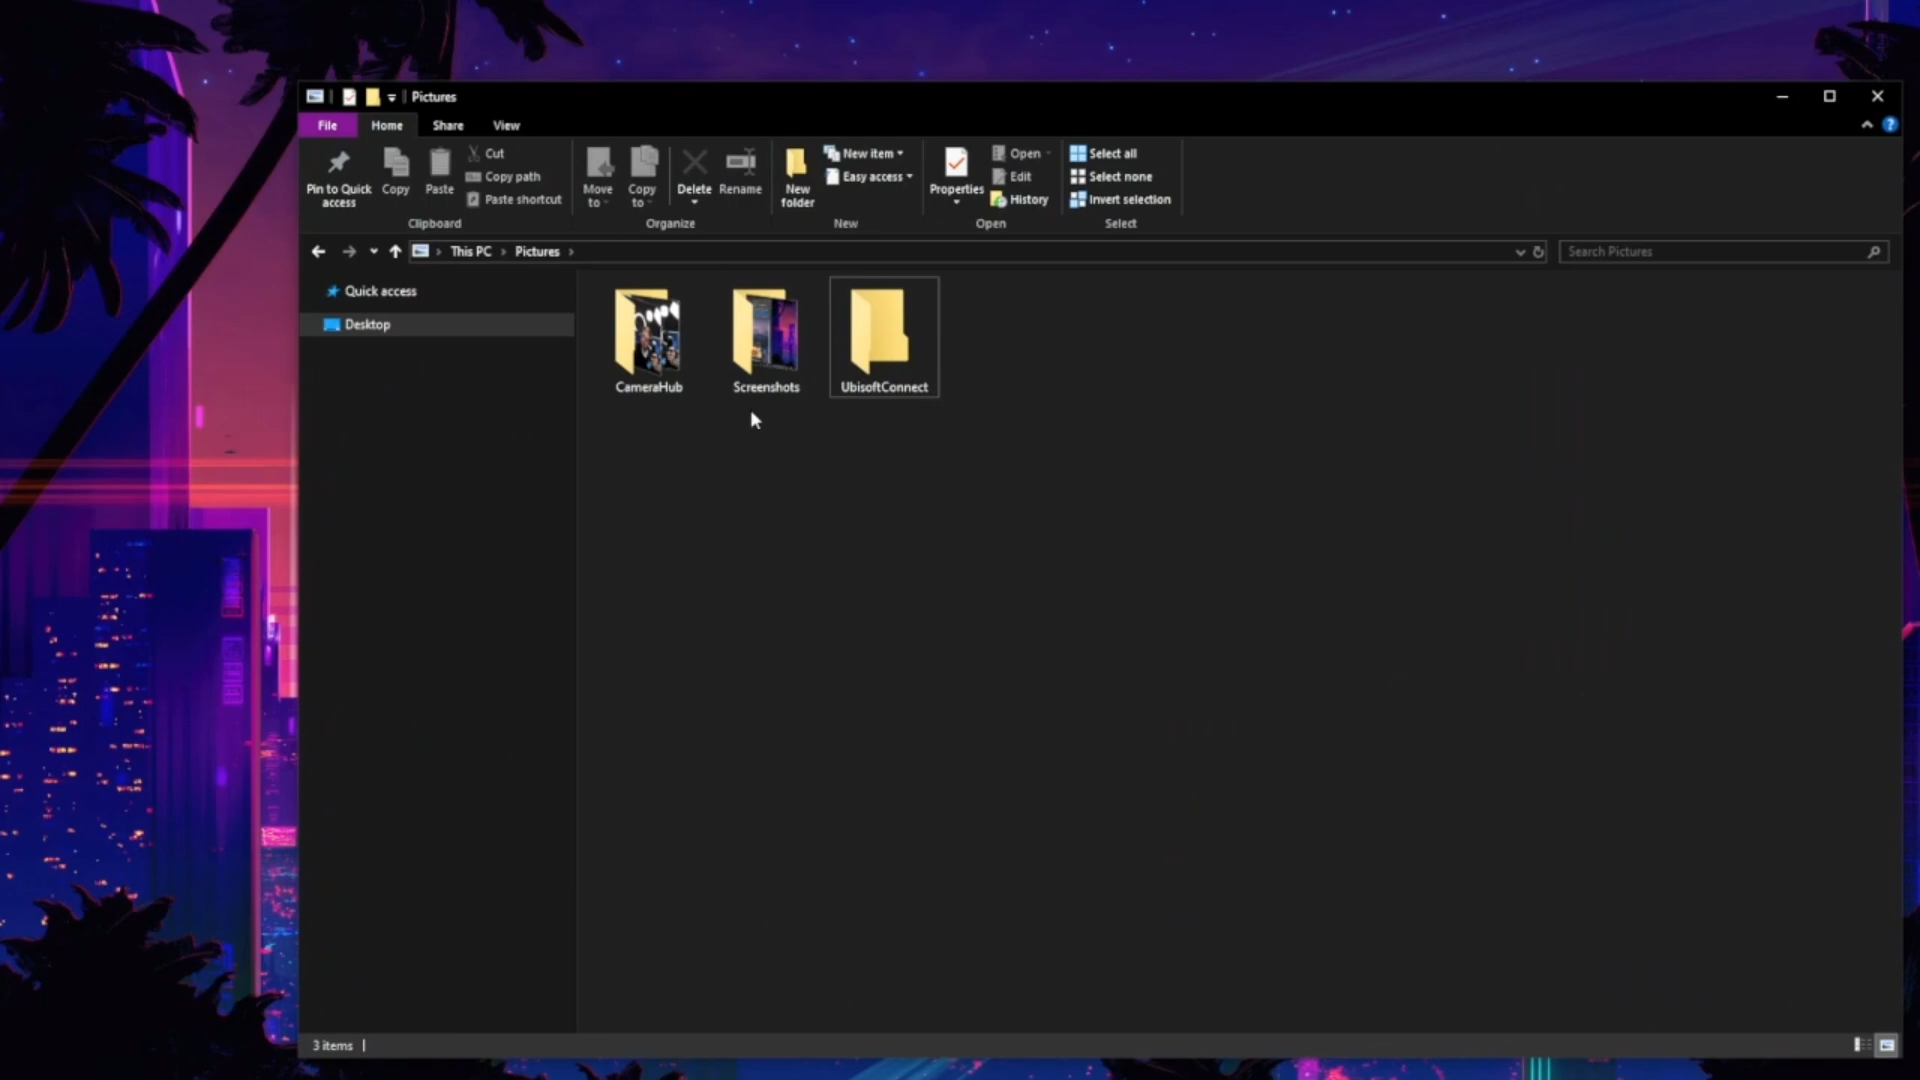 Pictures
File Home Share View
Pin to Quick access
Copy
Paste
Cut
Copy path
Paste shortcut
Clipboard
Move to
Copy to
Delete
Rename
Organize
New folder
New item
Easy access
New
Properties
Open
Edit
History
Open
Select all
Select none
Invert selection
Select
This PC Pictures
Search Pictures
Quick access
Desktop
CameraHub
Screenshots
UbisoftConnect
3 items